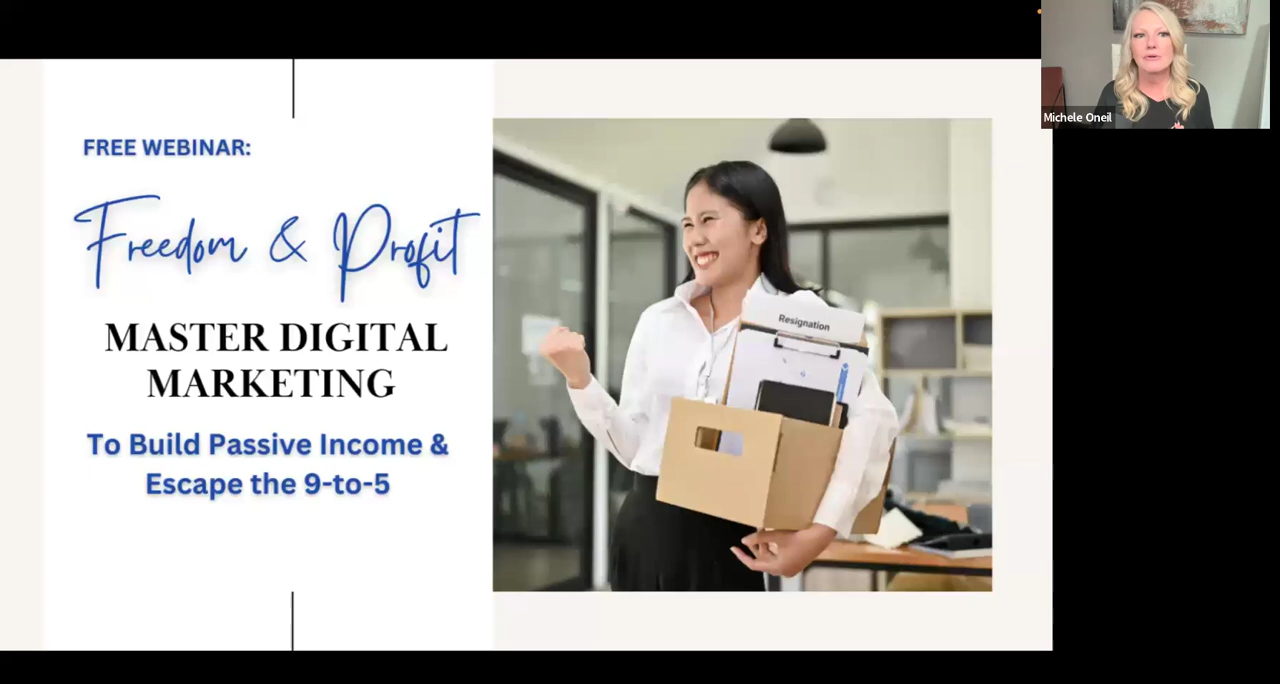 Michele Oneil
FREE WEBINAR:
Freedom & Profit
MASTER DIGITAL
MARKETING
To Build Passive Income &
Escape the 9-to-5
Resignation